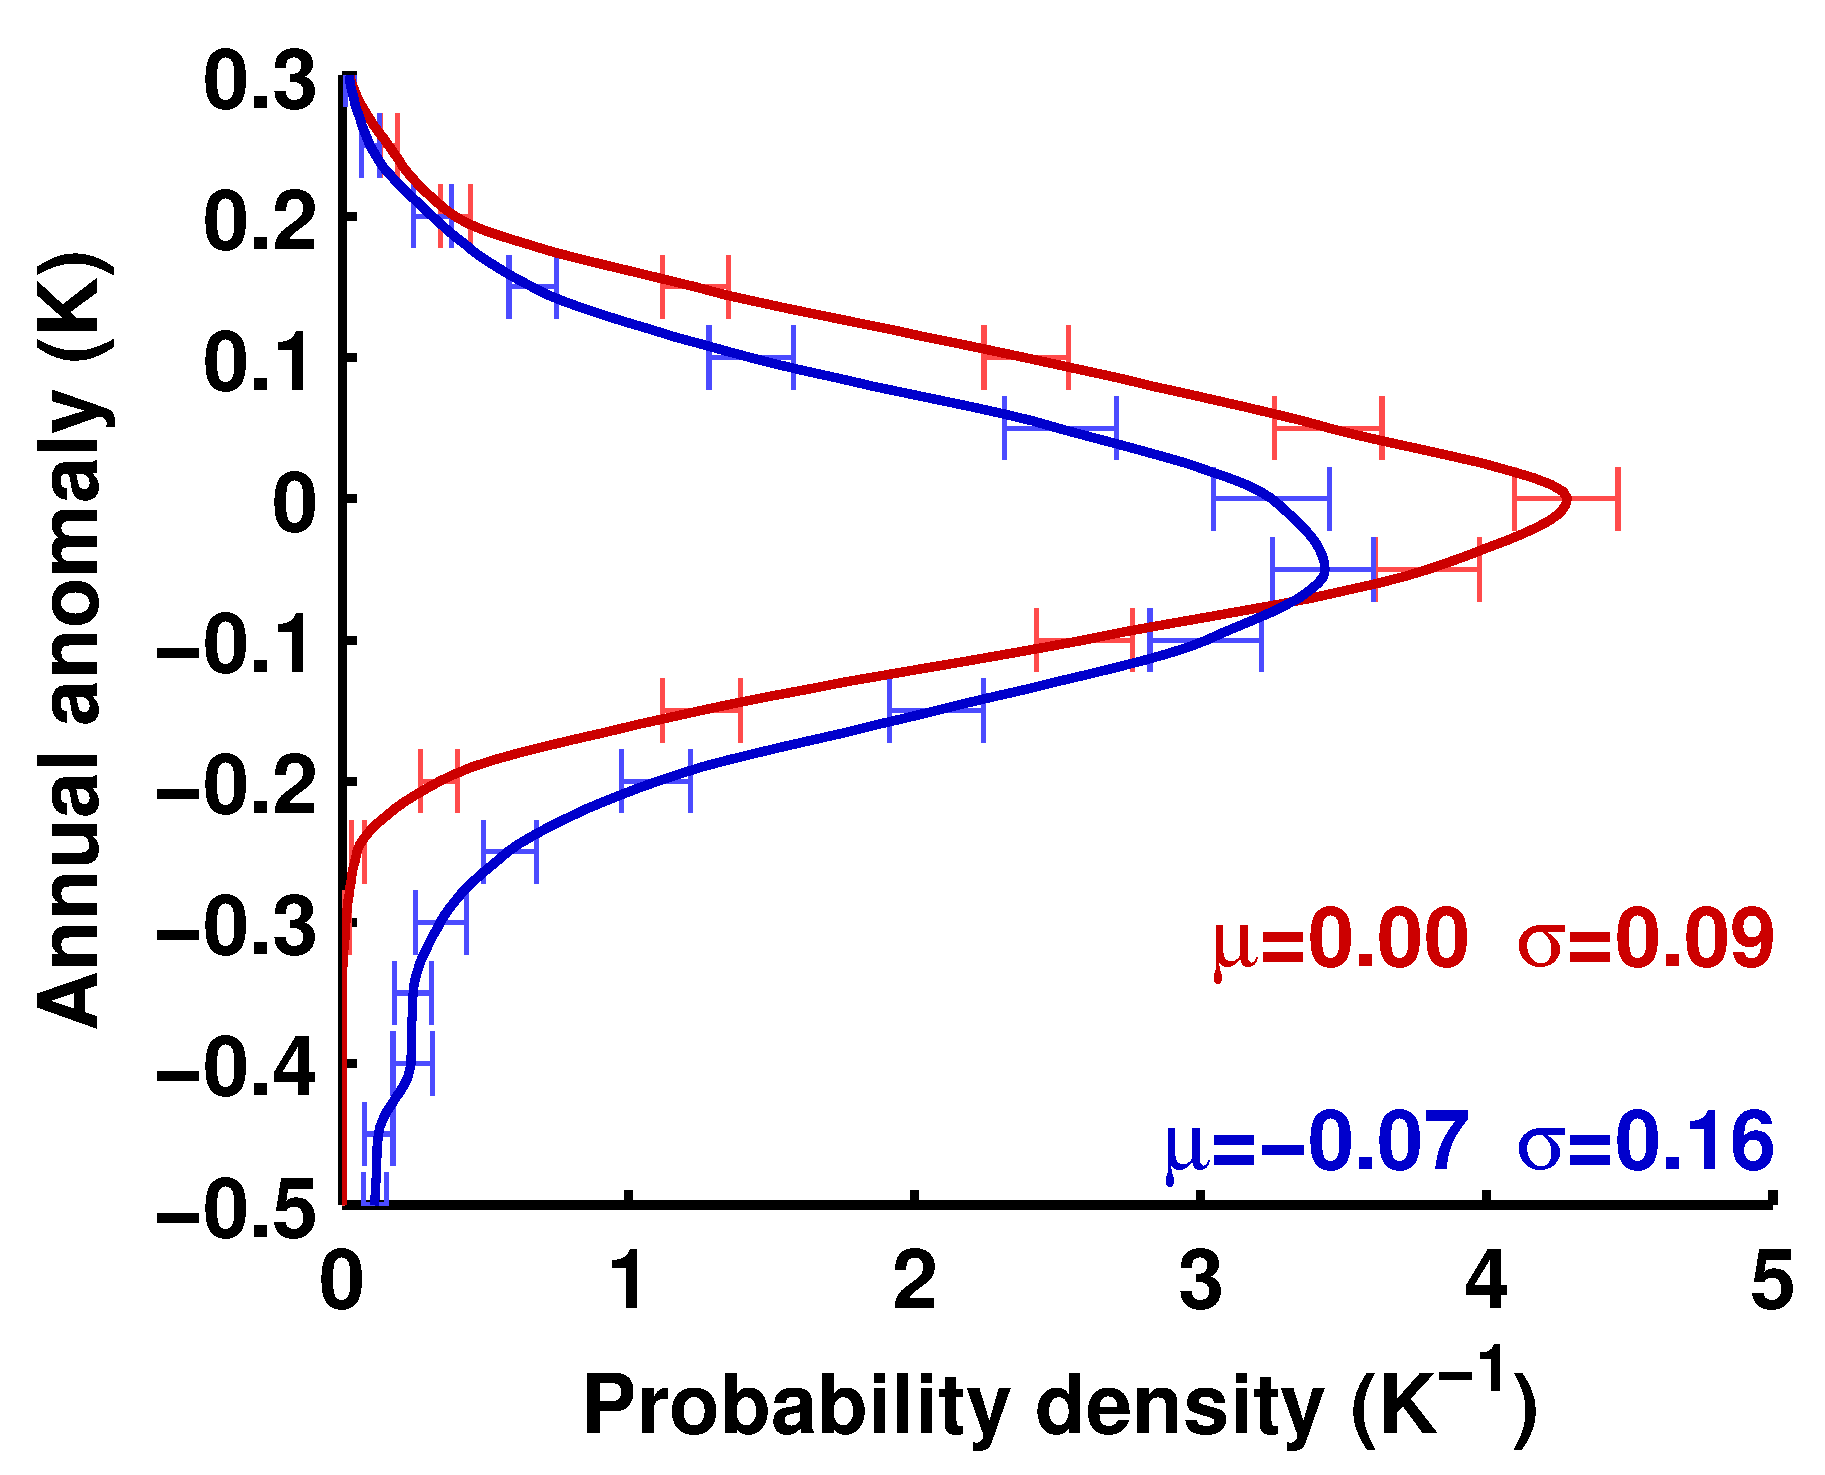 Annual anomaly (K)
0.3
0.2
0.1
0
−0.1
−0.2
−0.3
−0.4
−0.5
μ=0.00 σ=0.09
μ=−0.07 σ=0.16
0 1 2 3 4 5
Probability density (K⁻¹)